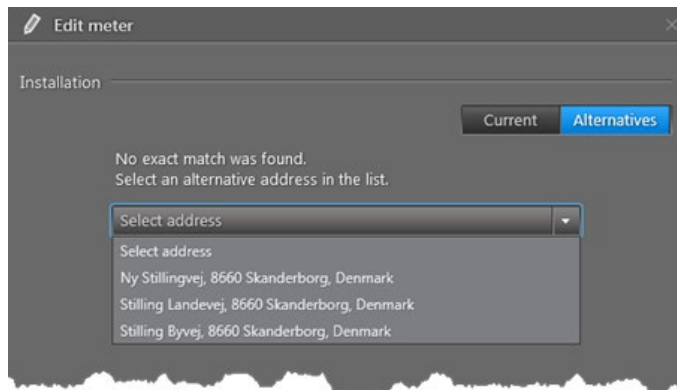 Edit meter
Installation
Current Alternatives
No exact match was found.
Select an alternative address in the list.
Select address
Select address
Ny Stillingvej, 8660 Skanderborg, Denmark
Stilling Landevej, 8660 Skanderborg, Denmark
Stilling Byvej, 8660 Skanderborg, Denmark